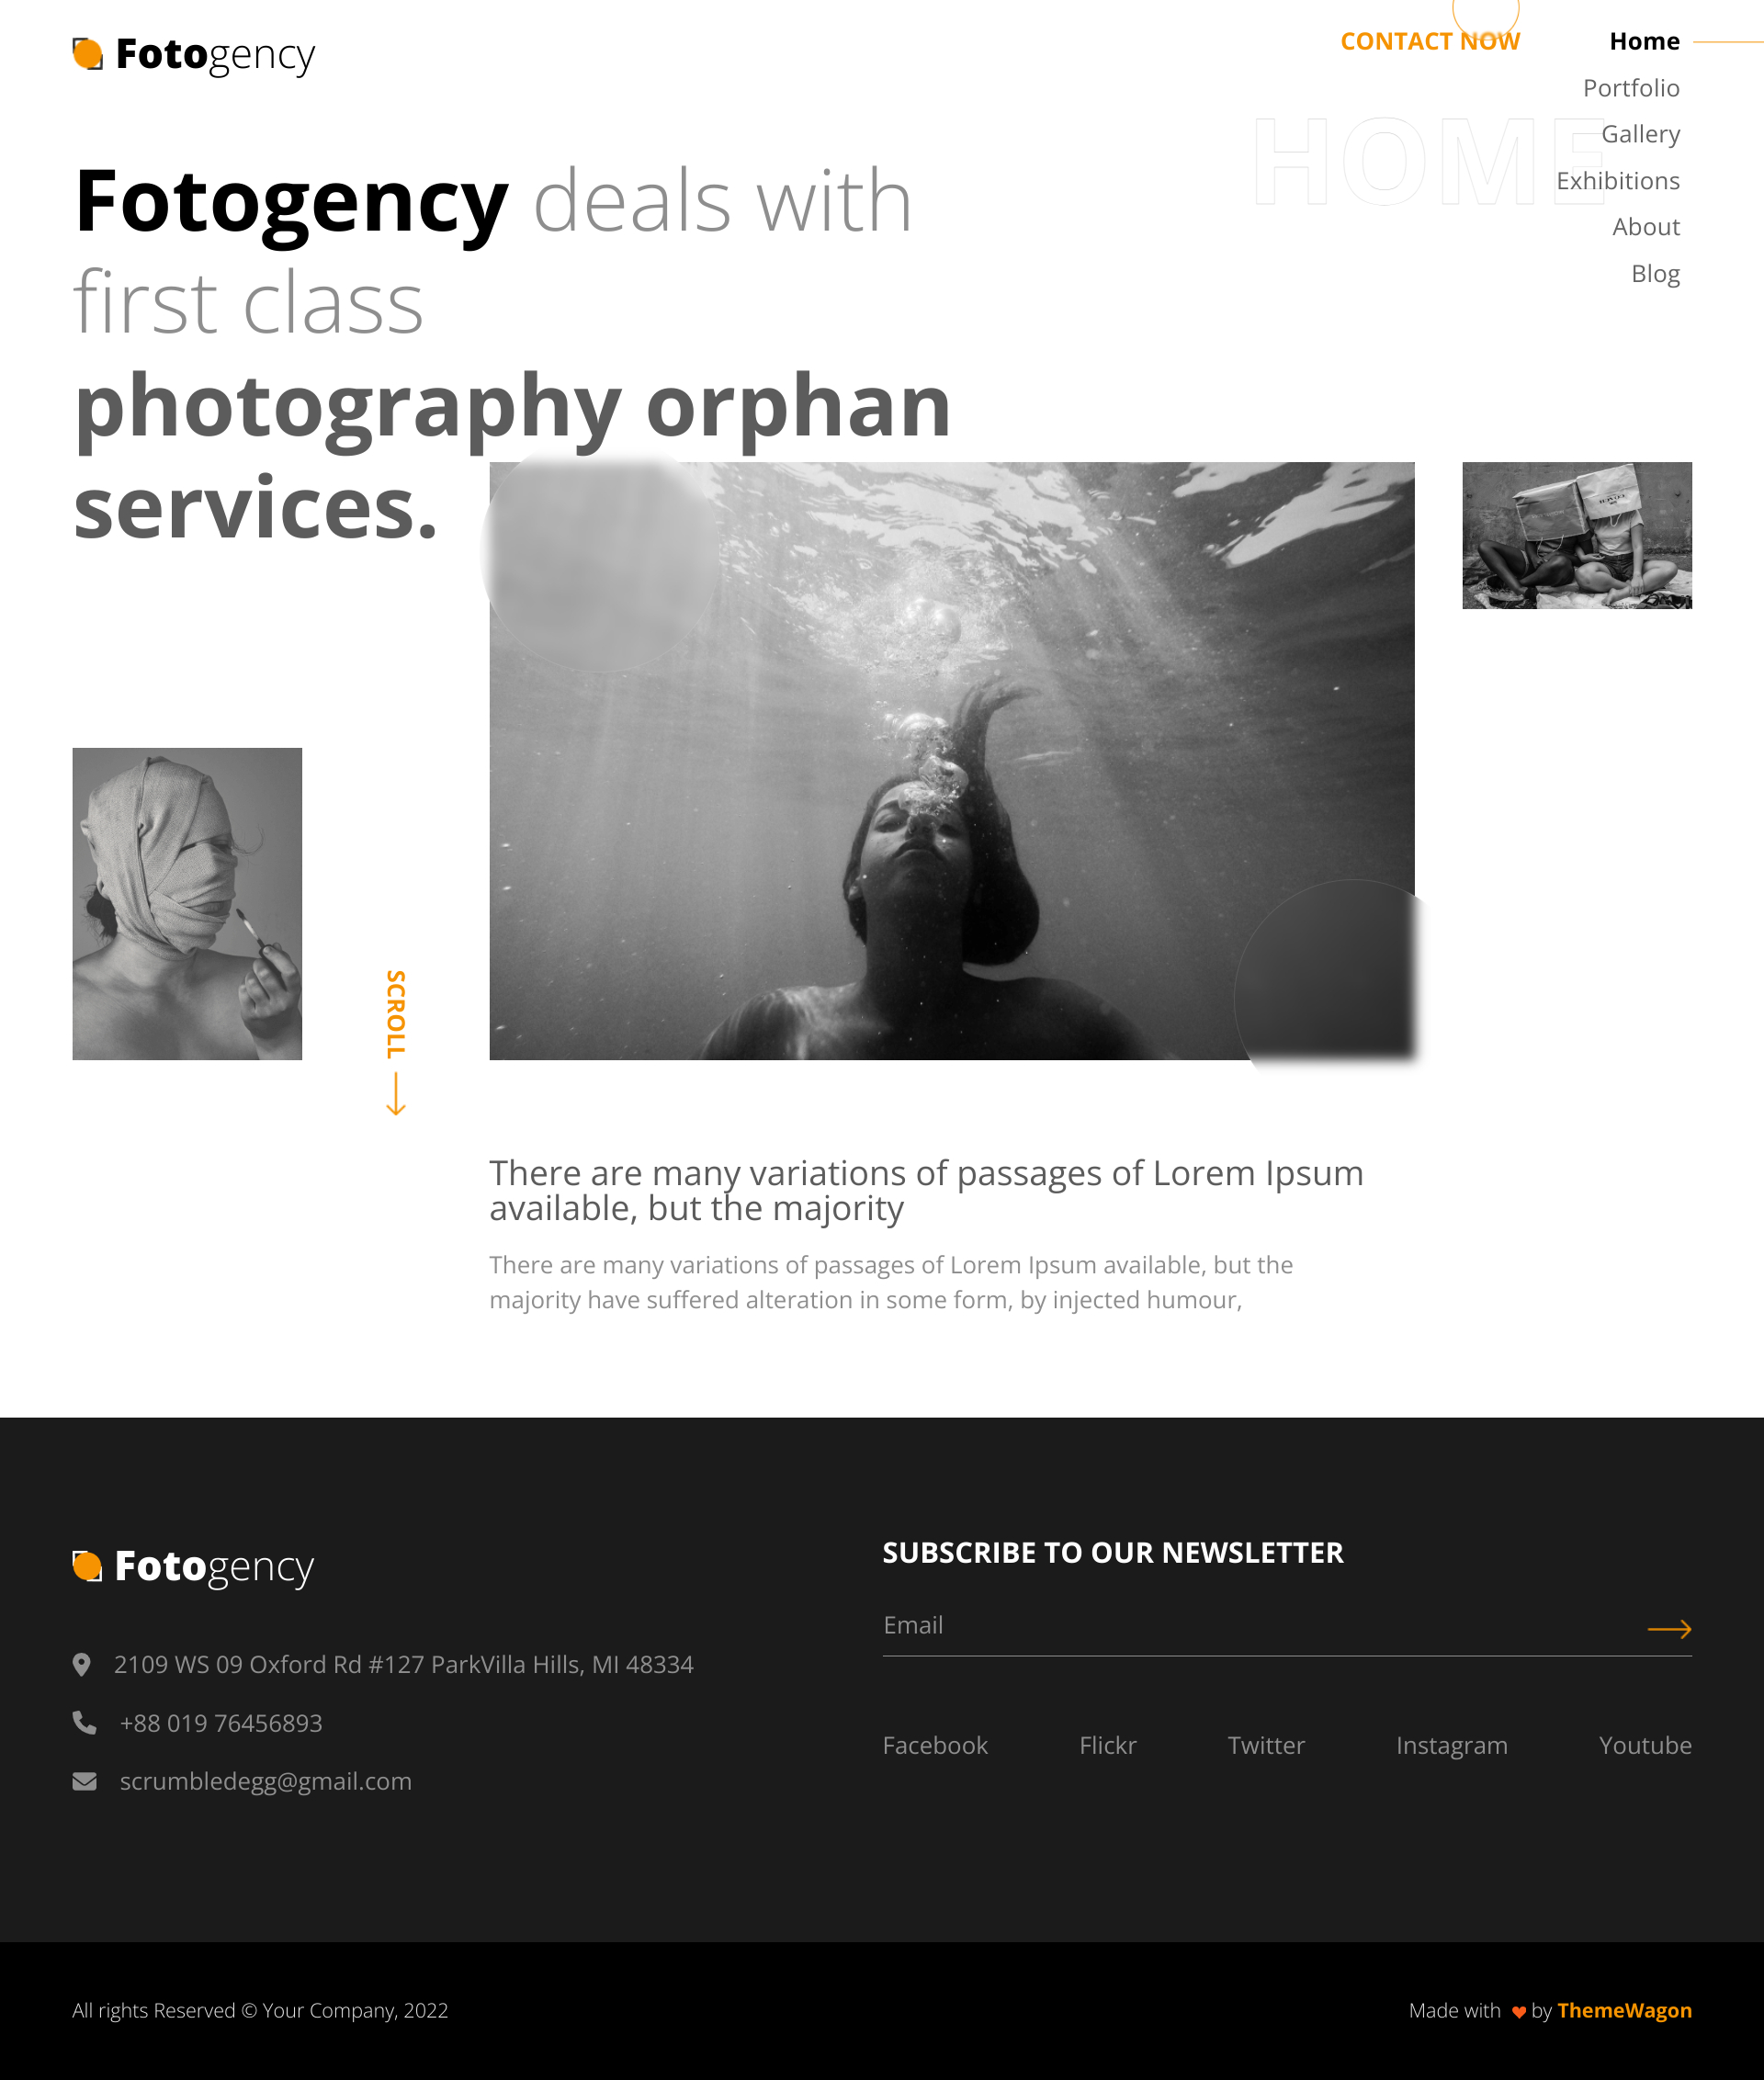 Fotogency
CONTACT NOW
Home
Portfolio
Gallery
Exhibitions
About
Blog
HOME
Fotogency deals with
first class
photography orphan
services.
SCROLL
There are many variations of passages of Lorem Ipsum
available, but the majority
There are many variations of passages of Lorem Ipsum available, but the
majority have suffered alteration in some form, by injected humour,
Fotogency
2109 WS 09 Oxford Rd #127 ParkVilla Hills, MI 48334
+88 019 76456893
scrumbledegg@gmail.com
SUBSCRIBE TO OUR NEWSLETTER
Email
Facebook Flickr Twitter Instagram Youtube
All rights Reserved © Your Company, 2022
Made with ❤ by ThemeWagon